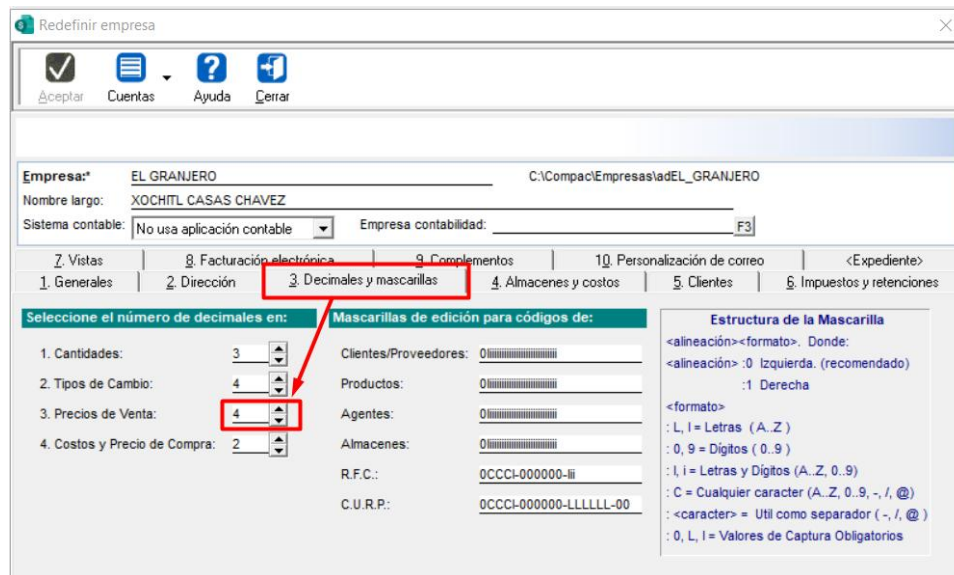 Redefinir empresa
Aceptar Cuentas Ayuda Cerrar
Empresa:* EL GRANJERO C:\Compac\Empresas\adEL_GRANJERO
Nombre largo: XOCHITL CASAS CHAVEZ
Sistema contable: No usa aplicación contable Empresa contabilidad: F3
7. Vistas 8. Facturación electrónica 9. Complementos 10. Personalización de correo <Expediente>
1. Generales 2. Dirección 3. Decimales y mascarillas 4. Almacenes y costos 5. Clientes 6. Impuestos y retenciones
Seleccione el número de decimales en:
1. Cantidades: 3
2. Tipos de Cambio: 4
3. Precios de Venta: 4
4. Costos y Precio de Compra: 2
Mascarillas de edición para códigos de:
Clientes/Proveedores:
Productos:
Agentes:
Almacenes:
R.F.C.: 0CCCI-000000-Iii
C.U.R.P.: 0CCCI-000000-LLLLLL-00
Estructura de la Mascarilla
<alineación><formato>. Donde:
<alineación> :0 Izquierda. (recomendado)
:1 Derecha
<formato>
: L, l = Letras ( A..Z )
: 0, 9 = Dígitos ( 0..9 )
: I, i = Letras y Dígitos (A..Z, 0..9)
: C = Cualquier caracter (A..Z, 0..9, -, /, @)
: <caracter> = Util como separador ( -, /, @ )
: 0, L, I = Valores de Captura Obligatorios